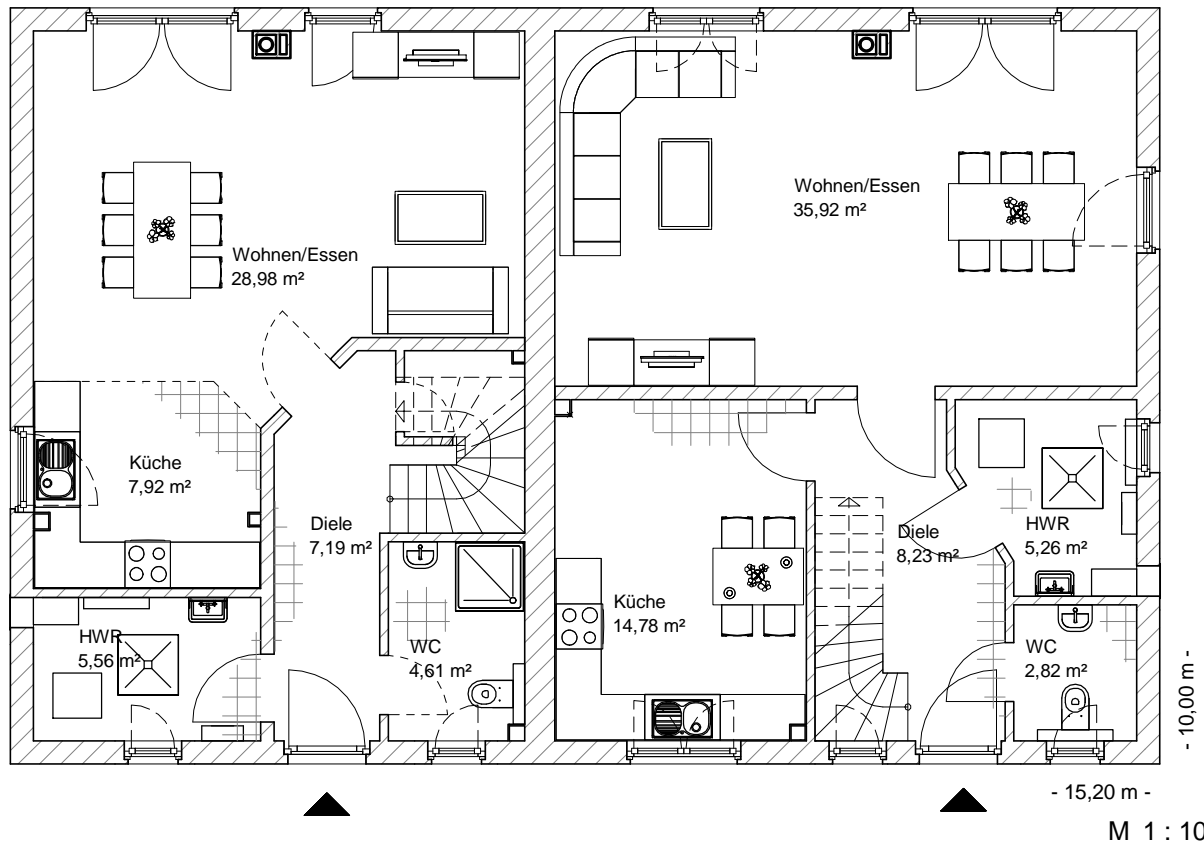 Wohnen/Essen
28,98 m²
Wohnen/Essen
35,92 m²
Küche
7,92 m²
Diele
7,19 m²
Diele
8,23 m²
HWR
5,26 m²
Küche
14,78 m²
HWR
5,56 m²
WC
4,61 m²
WC
2,82 m²
- 10,00 m -
- 15,20 m -
M 1 : 10